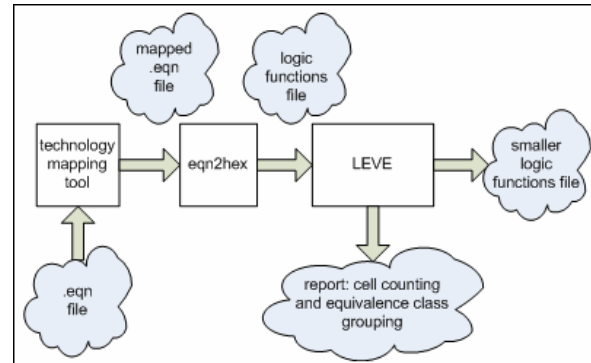 mapped
.eqn
file
logic
functions
file
technology
mapping
tool
eqn2hex
LEVE
smaller
logic
functions file
.eqn
file
report: cell counting
and equivalence class
grouping